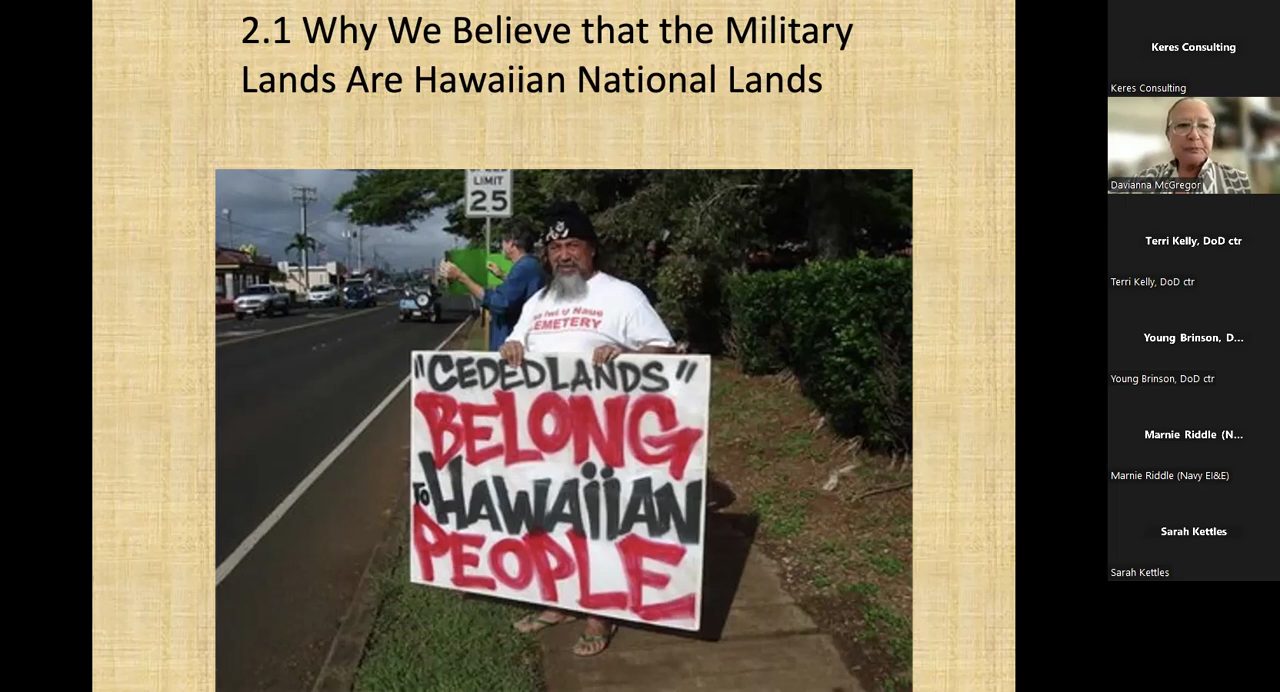 2.1 Why We Believe that the Military
Lands Are Hawaiian National Lands
LIMIT
25
CEMETERY
"CEDED LANDS"
BELONG
TO HAWAIIAN
PEOPLE
Keres Consulting
Keres Consulting
Davianna McGregor
Terri Kelly, DoD ctr
Terri Kelly, DoD ctr
Young Brinson, D...
Young Brinson, DoD ctr
Marnie Riddle (N...
Marnie Riddle (Navy EI&E)
Sarah Kettles
Sarah Kettles